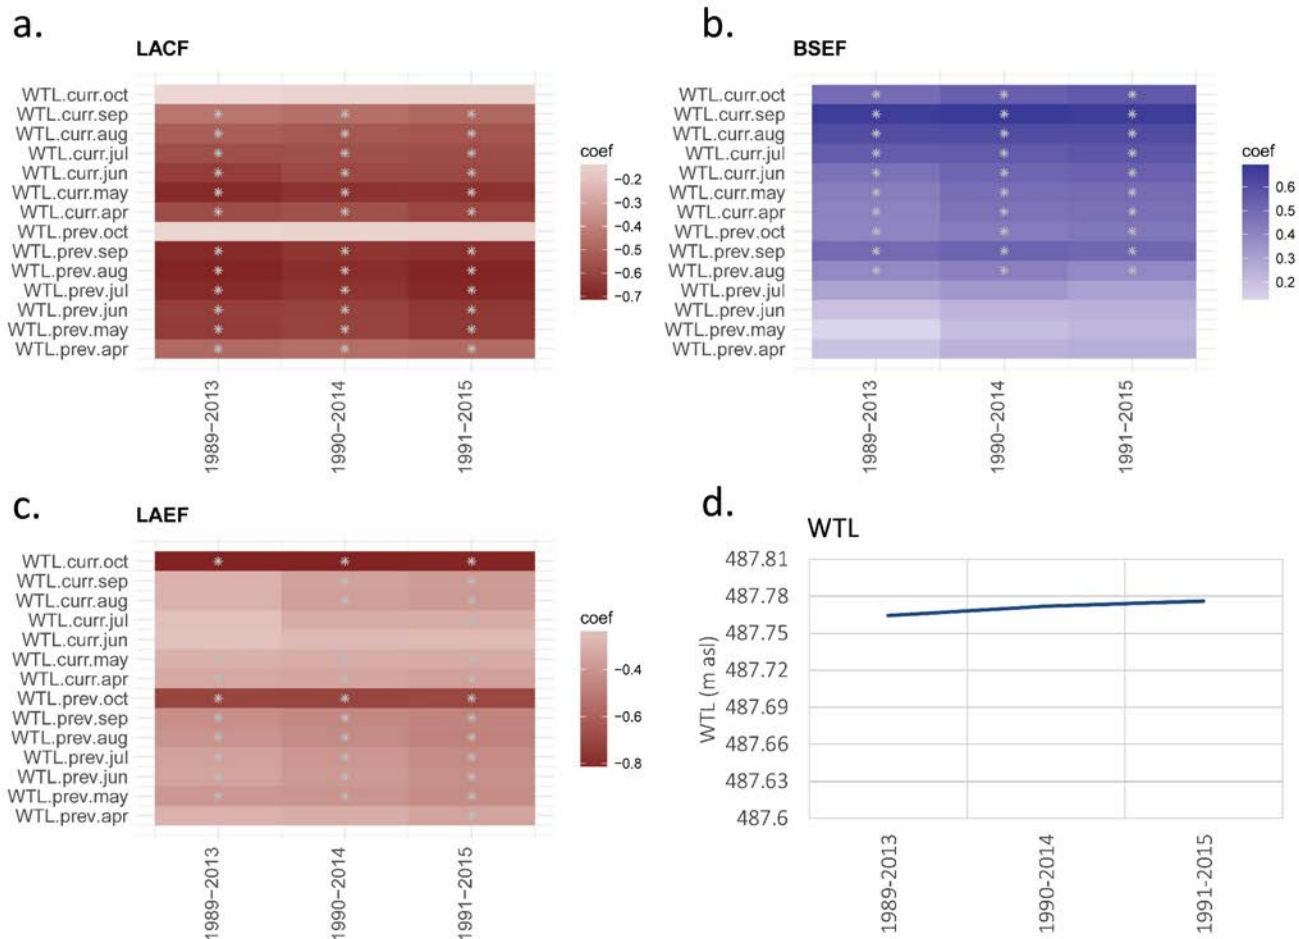 a.
LACF
WTL.curr.oct
WTL.curr.sep
WTL.curr.aug
WTL.curr.jul
WTL.curr.jun
WTL.curr.may
WTL.curr.apr
WTL.prev.oct
WTL.prev.sep
WTL.prev.aug
WTL.prev.jul
WTL.prev.jun
WTL.prev.may
WTL.prev.apr
1989−2013
1990−2014
1991−2015
coef
−0.2
−0.3
−0.4
−0.5
−0.6
−0.7
b.
BSEF
WTL.curr.oct
WTL.curr.sep
WTL.curr.aug
WTL.curr.jul
WTL.curr.jun
WTL.curr.may
WTL.curr.apr
WTL.prev.oct
WTL.prev.sep
WTL.prev.aug
WTL.prev.jul
WTL.prev.jun
WTL.prev.may
WTL.prev.apr
1989−2013
1990−2014
1991−2015
coef
0.6
0.5
0.4
0.3
0.2
c.
LAEF
WTL.curr.oct
WTL.curr.sep
WTL.curr.aug
WTL.curr.jul
WTL.curr.jun
WTL.curr.may
WTL.curr.apr
WTL.prev.oct
WTL.prev.sep
WTL.prev.aug
WTL.prev.jul
WTL.prev.jun
WTL.prev.may
WTL.prev.apr
1989−2013
1990−2014
1991−2015
coef
−0.4
−0.6
−0.8
d.
WTL
WTL (m asl)
487.81
487.78
487.75
487.72
487.69
487.66
487.63
487.6
1989-2013
1990-2014
1991-2015